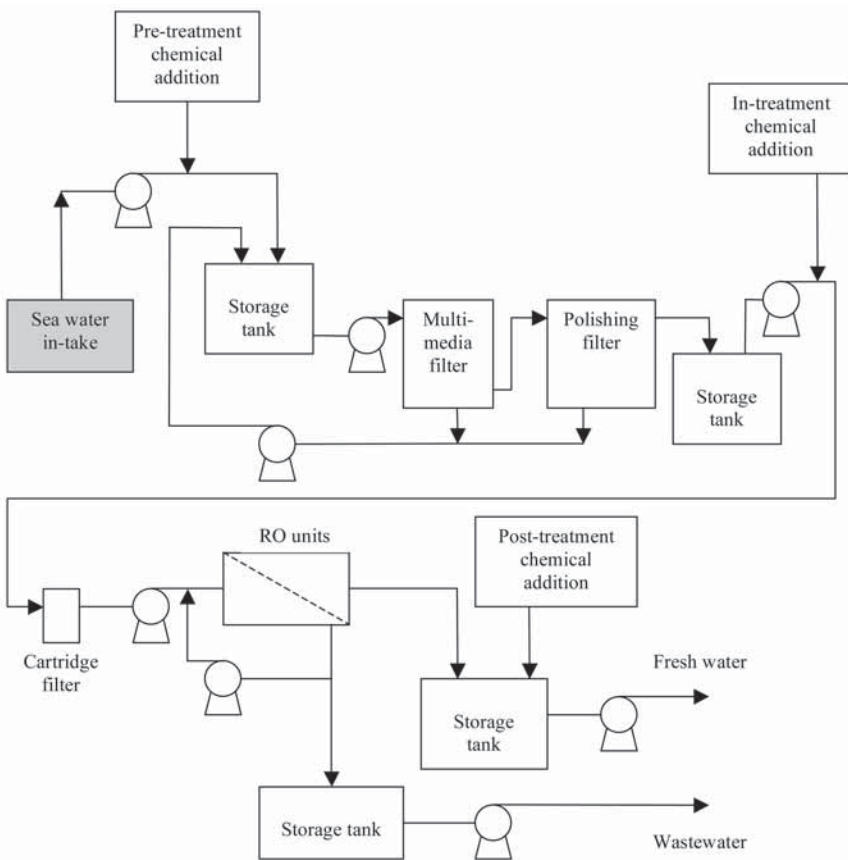 Pre-treatment
chemical
addition
In-treatment
chemical
addition
Sea water
in-take
Storage
tank
Multi-
media
filter
Polishing
filter
Storage
tank
RO units
Post-treatment
chemical
addition
Cartridge
filter
Fresh water
Storage
tank
Storage tank
Wastewater